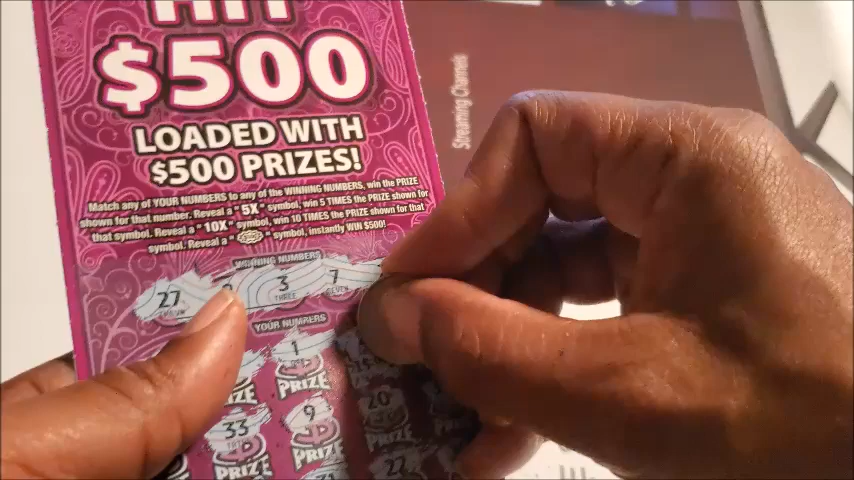 HIT
$500
LOADED WITH
$500 PRIZES!
Match any of YOUR NUMBERS to any of the WINNING NUMBERS, win the PRIZE
shown for that number. Reveal a "5X" symbol, win 5 TIMES the PRIZE shown for
that symbol. Reveal a "10X" symbol, win 10 TIMES the PRIZE shown for that
symbol. Reveal a " " symbol, instantly WIN $500!
Streaming Channels
WINNING NUMBERS
27 3 7
THREE SEVEN
YOUR NUMBERS
1
PRIZE
33 9 20
PRIZE PRIZE
22